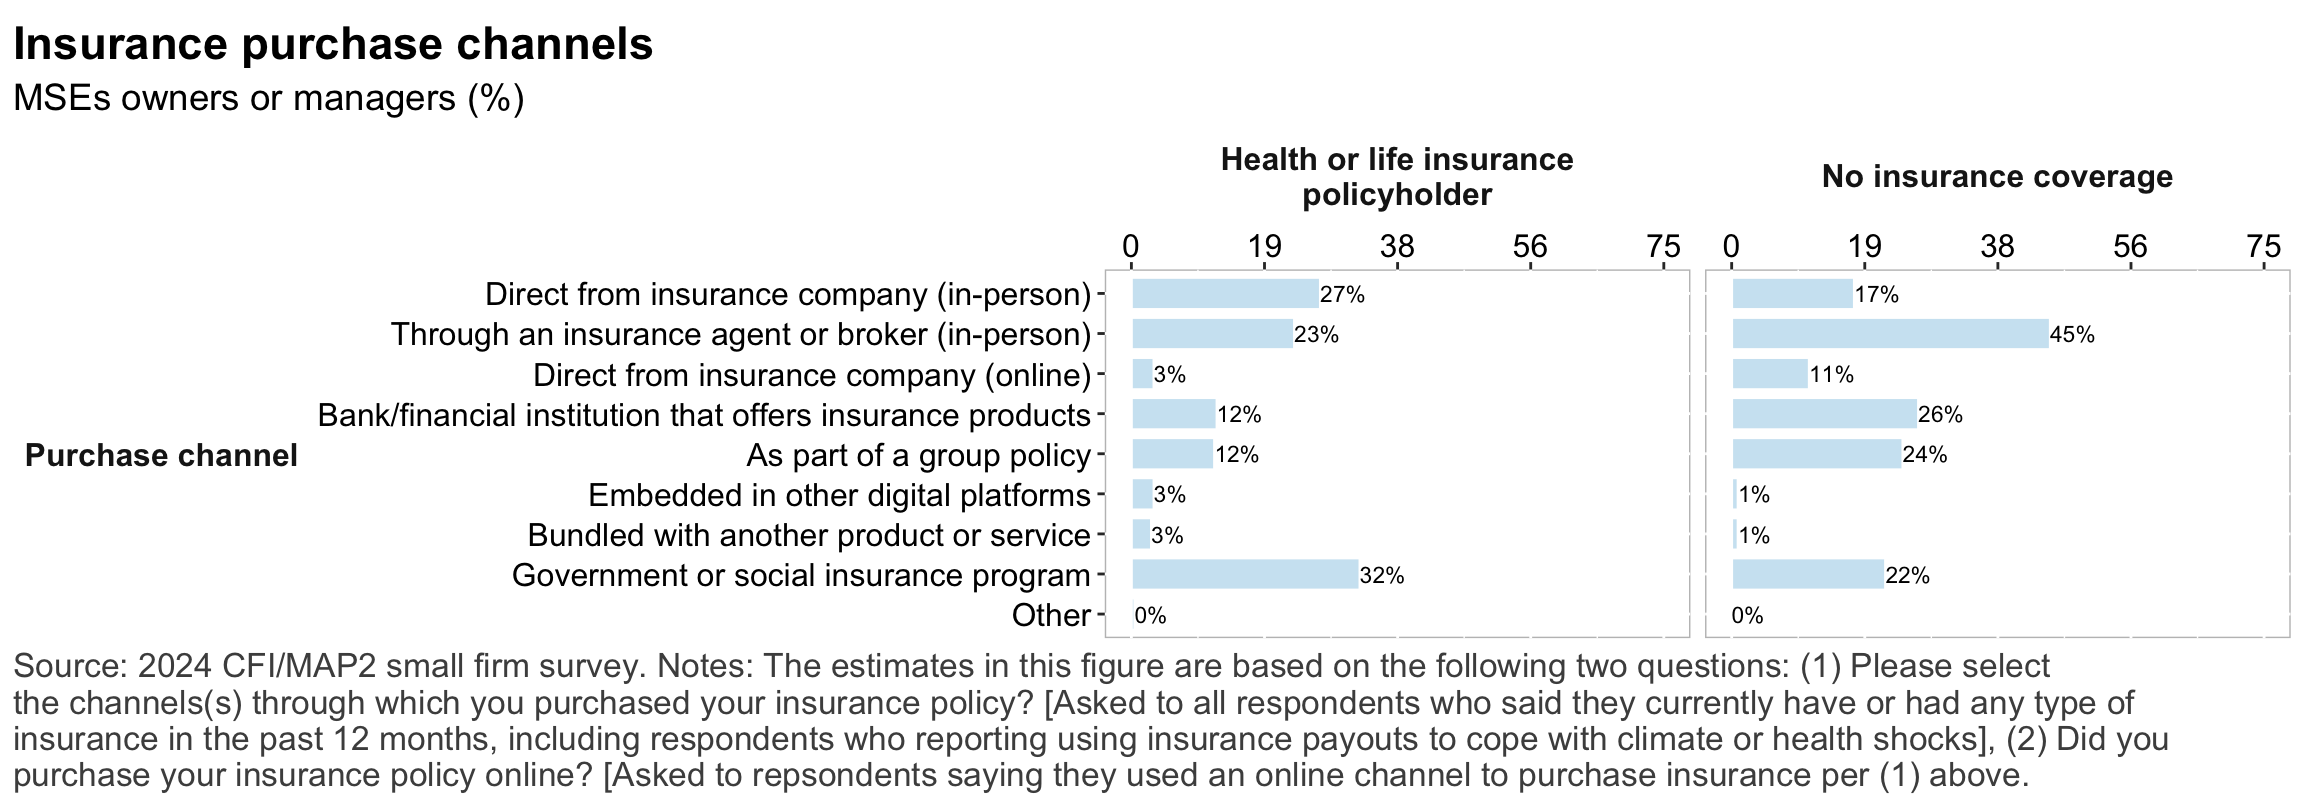 Insurance purchase channels
MSEs owners or managers (%)
Health or life insurance
policyholder
No insurance coverage
0 19 38 56 75 0 19 38 56 75
Direct from insurance company (in-person) 27% 17%
Through an insurance agent or broker (in-person) 23% 45%
Direct from insurance company (online) 3% 11%
Bank/financial institution that offers insurance products 12% 26%
Purchase channel As part of a group policy 12% 24%
Embedded in other digital platforms 3% 1%
Bundled with another product or service 3% 1%
Government or social insurance program 32% 22%
Other 0% 0%
Source: 2024 CFI/MAP2 small firm survey. Notes: The estimates in this figure are based on the following two questions: (1) Please select
the channels(s) through which you purchased your insurance policy? [Asked to all respondents who said they currently have or had any type of
insurance in the past 12 months, including respondents who reporting using insurance payouts to cope with climate or health shocks], (2) Did you
purchase your insurance policy online? [Asked to repsondents saying they used an online channel to purchase insurance per (1) above.